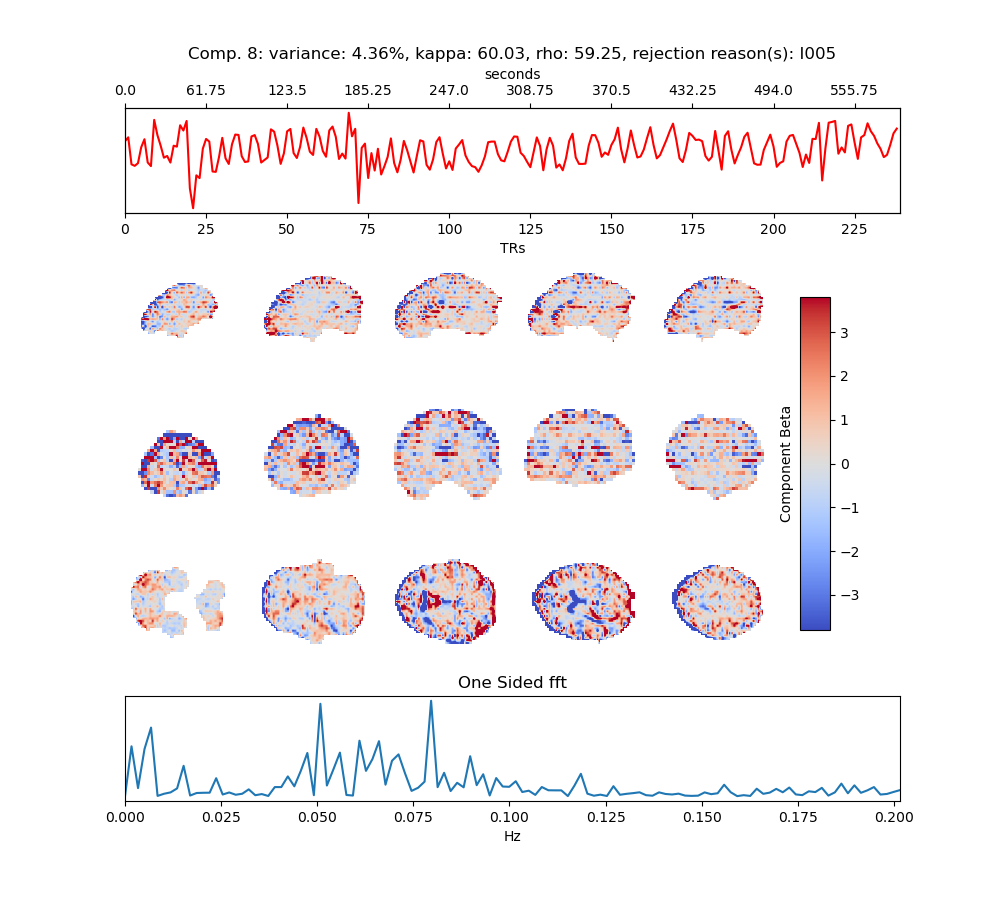 Comp. 8: variance: 4.36%, kappa: 60.03, rho: 59.25, rejection reason(s): I005
seconds
0.0 61.75 123.5 185.25 247.0 308.75 370.5 432.25 494.0 555.75
0 25 50 75 100 125 150 175 200 225
TRs
3
2
1
0
−1
−2
−3
Component Beta
One Sided fft
0.000 0.025 0.050 0.075 0.100 0.125 0.150 0.175 0.200
Hz